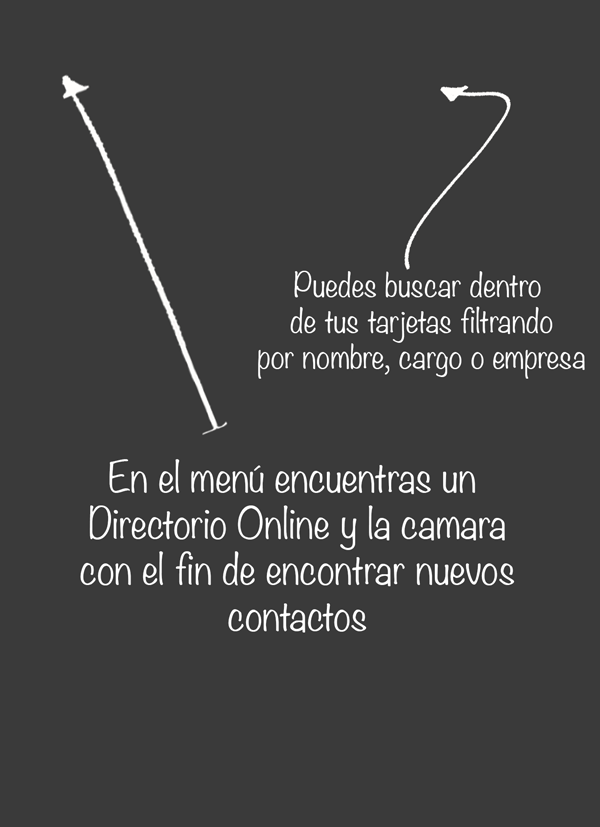 Puedes buscar dentro
de tus tarjetas filtrando
por nombre, cargo o empresa
En el menú encuentras un
Directorio Online y la camara
con el fin de encontrar nuevos
contactos